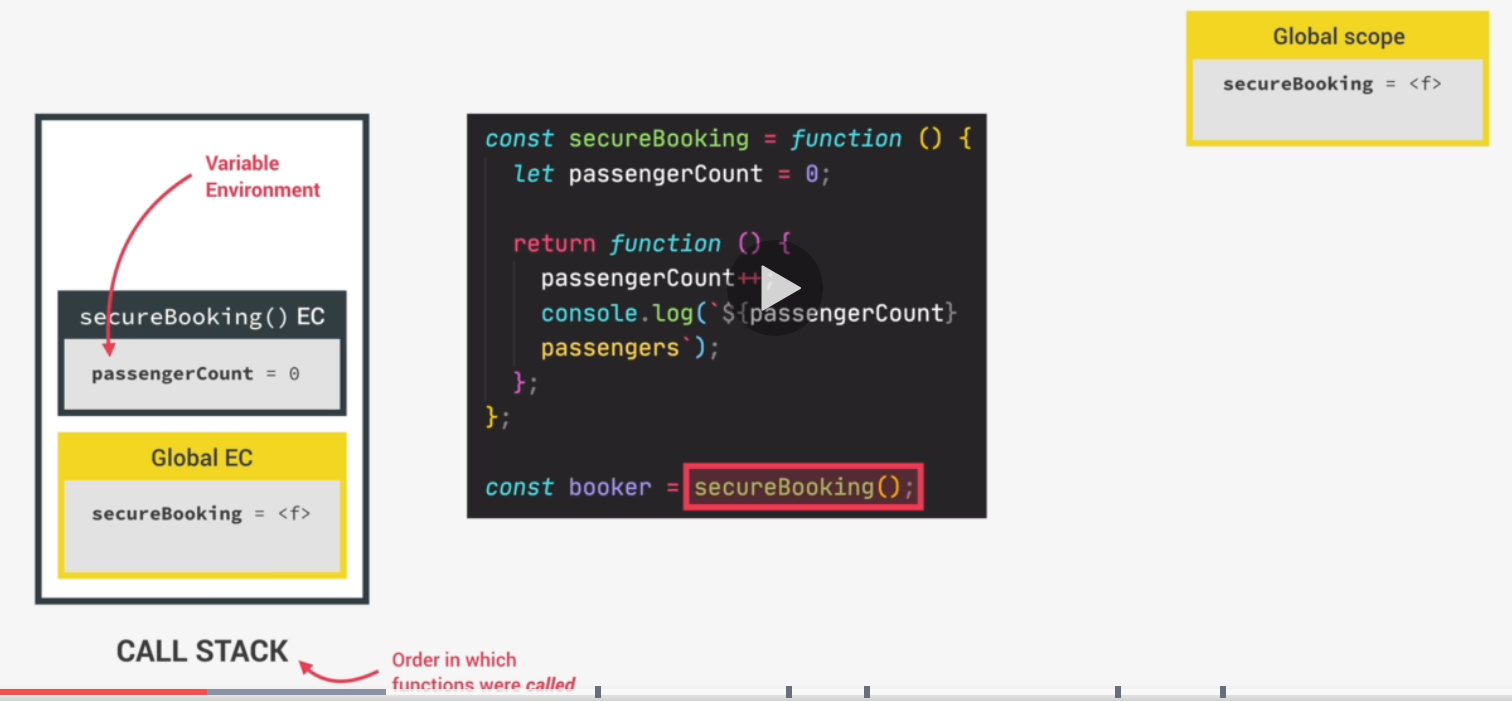 Global scope
secureBooking = <f>
Variable
Environment
secureBooking() EC
passengerCount = 0
Global EC
secureBooking = <f>
CALL STACK
Order in which
functions were called
const secureBooking = function () {
let passengerCount = 0;
return function () {
passengerCount++;
console.log(`${passengerCount}
passengers`);
};
};
const booker = secureBooking();